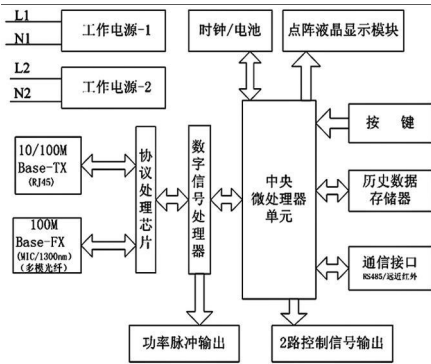 L1
N1
工作电源-1
L2
N2
工作电源-2
时钟/电池
点阵液晶显示模块
10/100M
Base-TX
(RJ45)
100M
Base-FX
(MIC/1300nm)
(多模光纤)
协议处理芯片
数字信号处理器
中央
微处理器
单元
按 键
历史数据
存储器
通信接口
RS485/远近红外
功率脉冲输出
2路控制信号输出